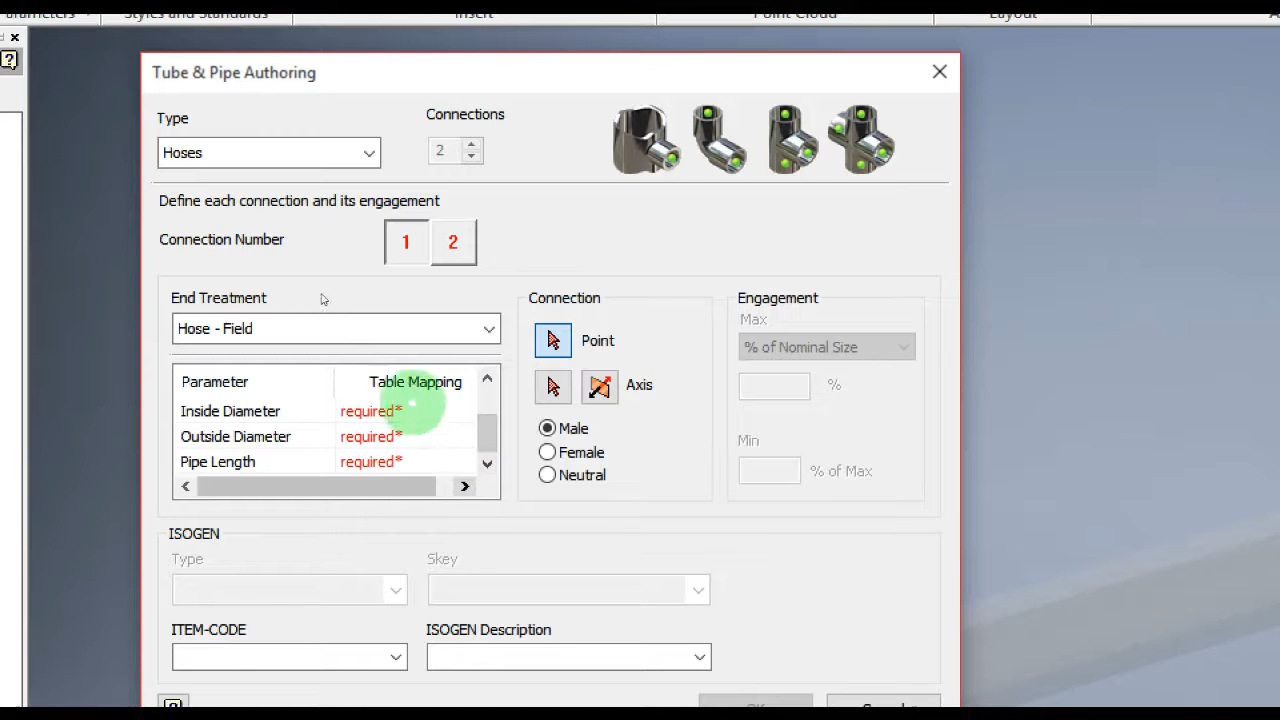 arameters
Styles and Standards
Insert
Point Cloud
Layout
Tube & Pipe Authoring
Type
Connections
Hoses
2
Define each connection and its engagement
Connection Number
1 2
End Treatment
Connection
Engagement
Max
Hose - Field
Point
% of Nominal Size
Parameter Table Mapping
Axis
%
Inside Diameter required*
Male
Outside Diameter required*
Min
Female
Pipe Length required*
% of Max
Neutral
ISOGEN
Type
Skey
ITEM-CODE
ISOGEN Description